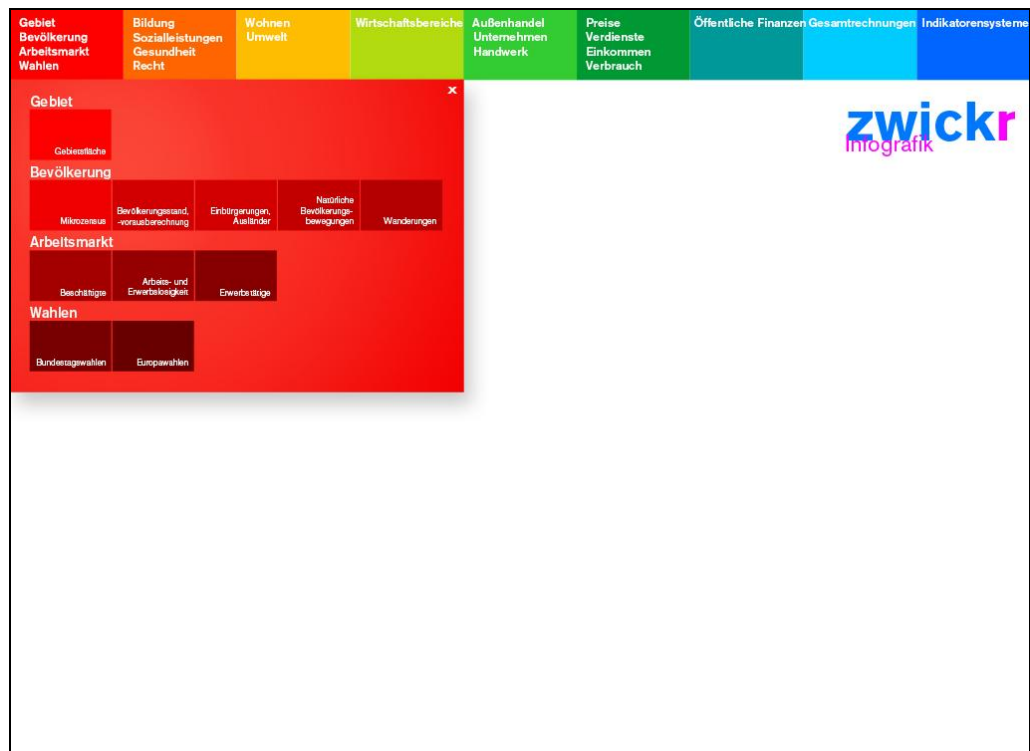 Gebiet
Bevölkerung
Arbeitsmarkt
Wahlen
Bildung
Sozialleistungen
Gesundheit
Recht
Wohnen
Umwelt
Wirtschaftsbereiche
Außenhandel
Unternehmen
Handwerk
Preise
Verdienste
Einkommen
Verbrauch
Öffentliche Finanzen
Gesamtrechnungen
Indikatorensysteme
×
Gebiet
Gebietsfläche
Bevölkerung
Mikrozensus
Bevölkerungsstand,
-vorausberechnung
Einbürgerungen,
Ausländer
Natürliche
Bevölkerungs-
bewegungen
Wanderungen
Arbeitsmarkt
Beschäftigte
Arbeits- und
Erwerbslosigkeit
Erwerbstätige
Wahlen
Bundestagswahlen
Europawahlen
zwickr
Infografik